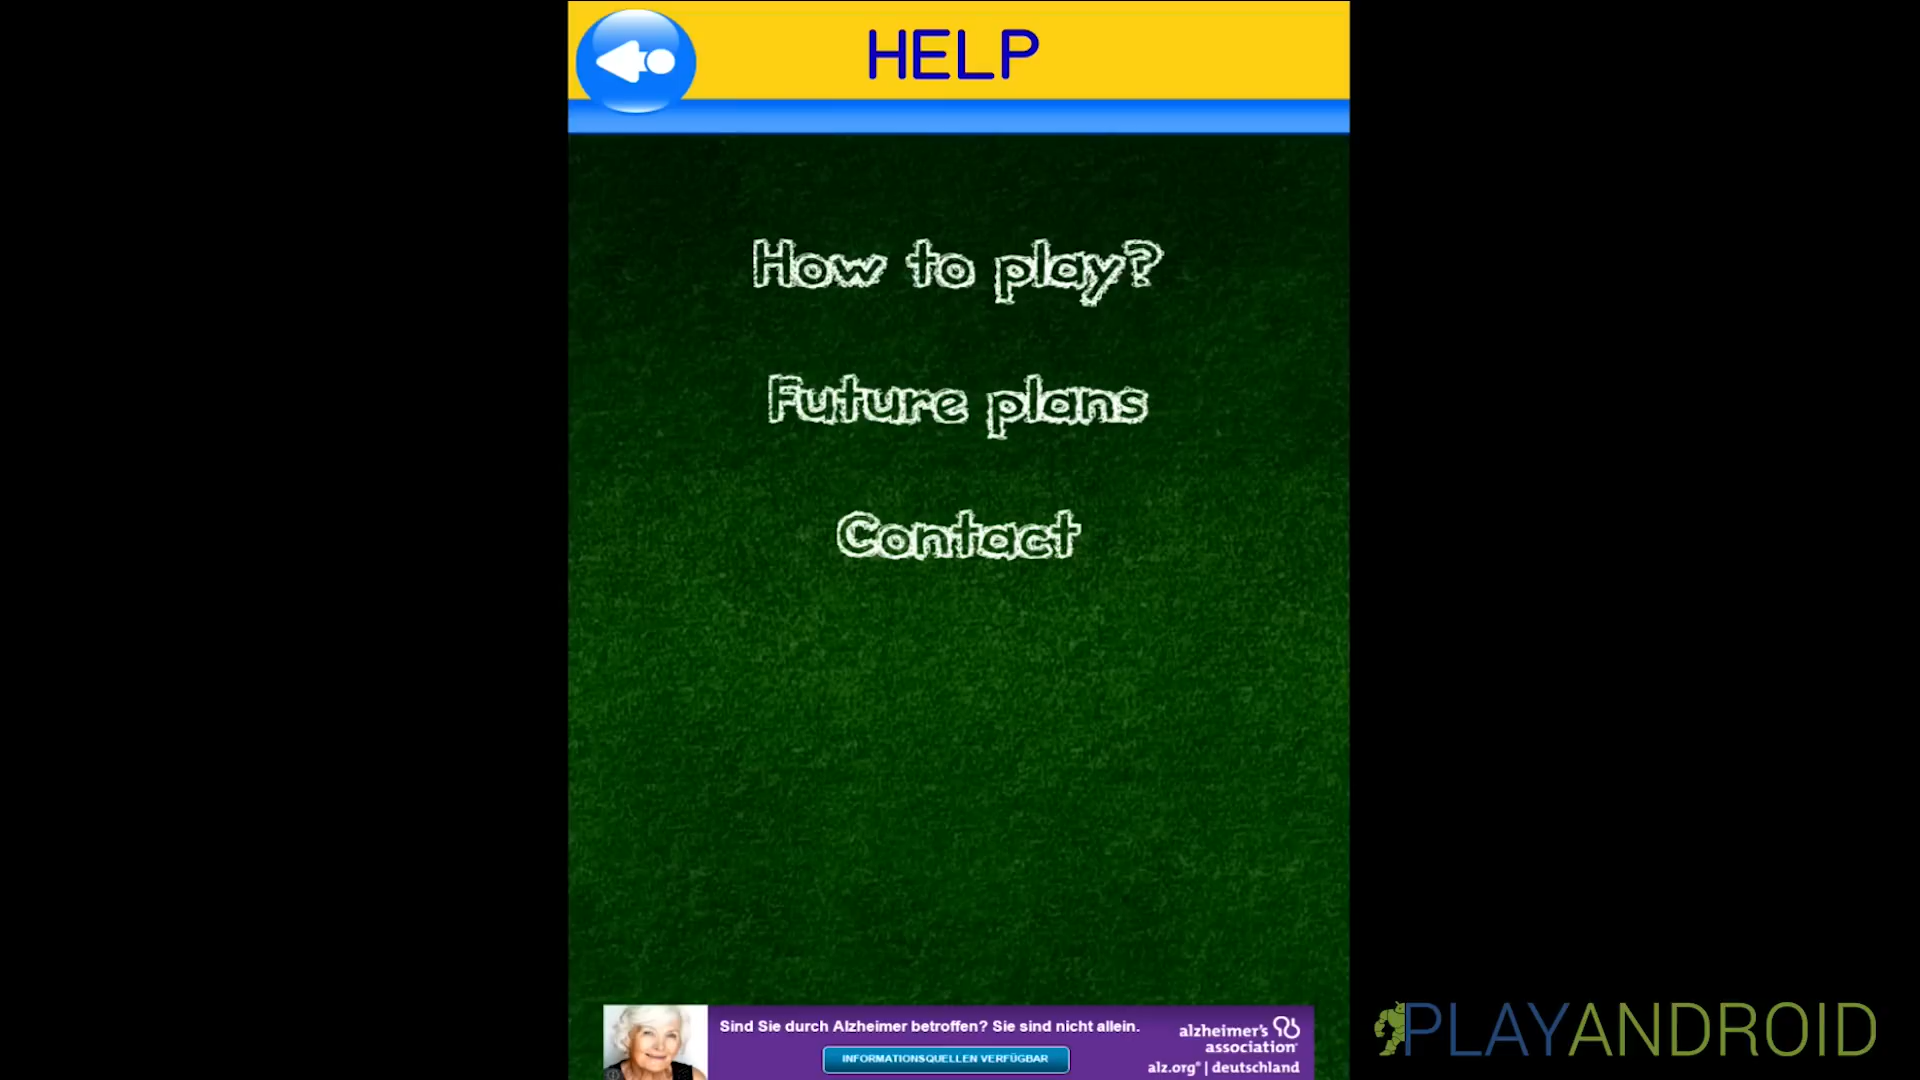 HELP
How to play?
Future plans
Contact
Sind Sie durch Alzheimer betroffen? Sie sind nicht allein.
INFORMATIONSQUELLEN VERFÜGBAR
alzheimer's
association®
alz.org® | deutschland
PLAYANDROID